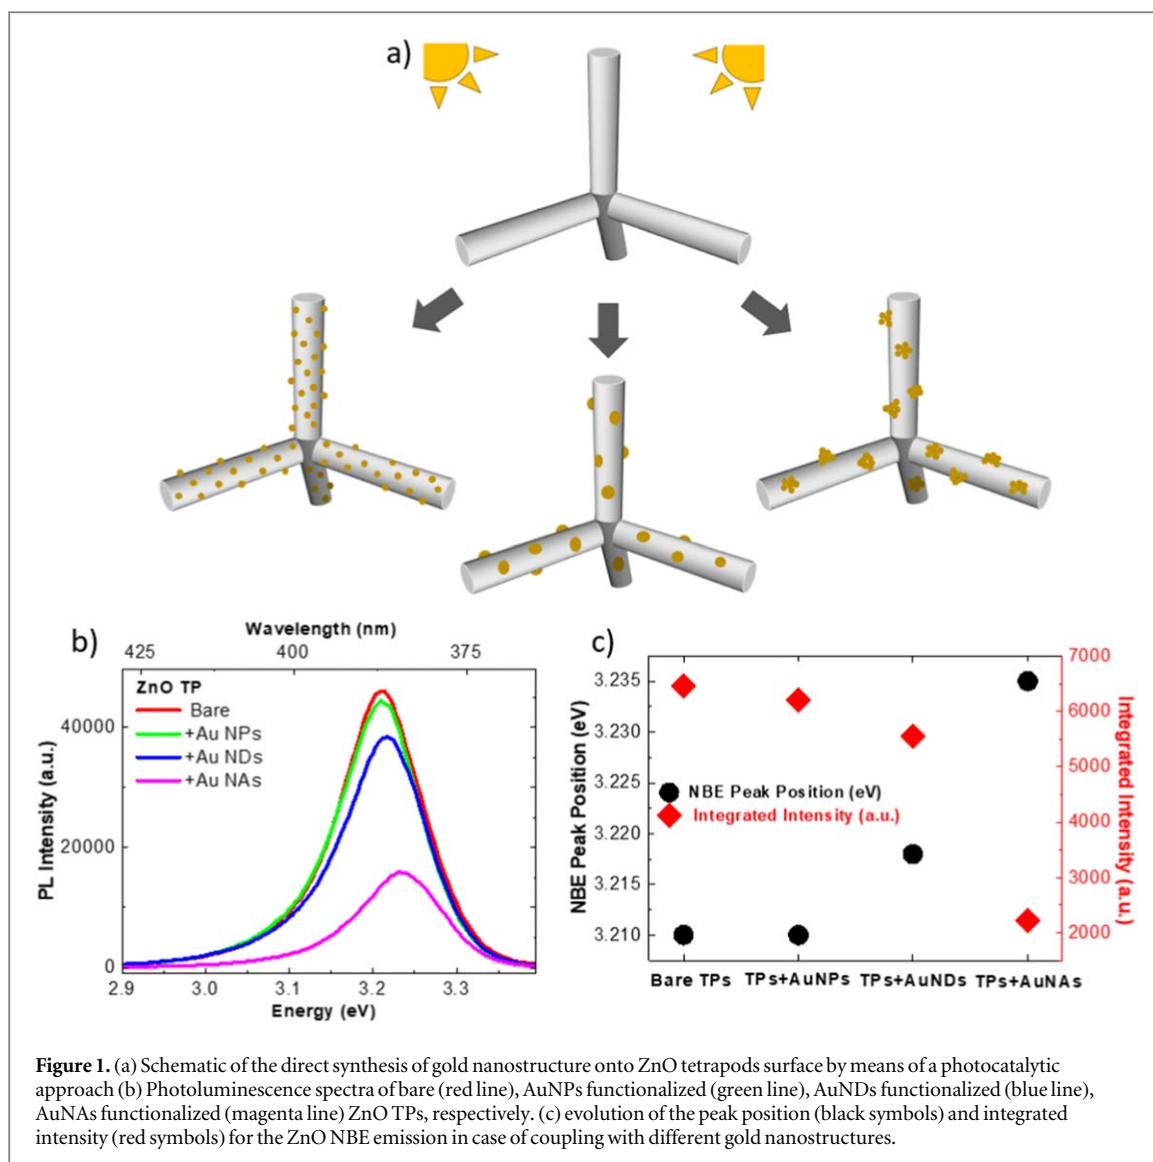 a)
b)
Wavelength (nm)
425 400 375
ZnO TP
Bare
+Au NPs
+Au NDs
+Au NAs
PL Intensity (a.u.)
40000
20000
0
2.9 3.0 3.1 3.2 3.3
Energy (eV)
c)
NBE Peak Position (eV)
3.235
3.230
3.225
3.220
3.215
3.210
NBE Peak Position (eV)
Integrated Intensity (a.u.)
7000
6000
5000
4000
3000
2000
Integrated Intensity (a.u.)
Bare TPs TPs+AuNPs TPs+AuNDs TPs+AuNAs
Figure 1. (a) Schematic of the direct synthesis of gold nanostructure onto ZnO tetrapods surface by means of a photocatalytic
approach (b) Photoluminescence spectra of bare (red line), AuNPs functionalized (green line), AuNDs functionalized (blue line),
AuNAs functionalized (magenta line) ZnO TPs, respectively. (c) evolution of the peak position (black symbols) and integrated
intensity (red symbols) for the ZnO NBE emission in case of coupling with different gold nanostructures.